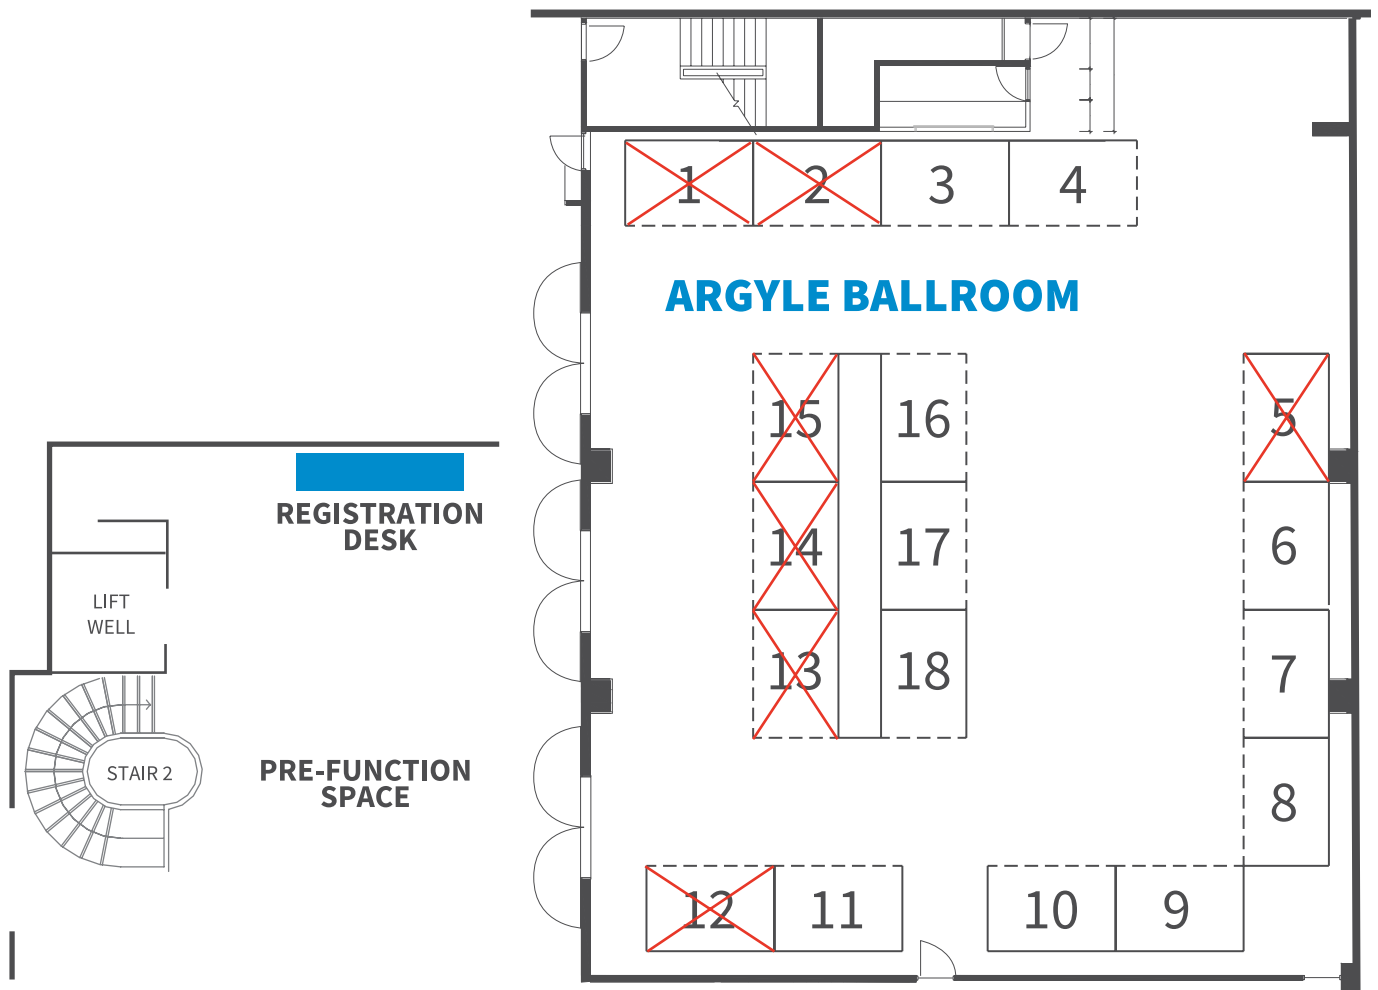 1 2 3 4
ARGYLE BALLROOM
15 16 5
REGISTRATION
DESK
14 17 6
LIFT
WELL
13 18 7
STAIR 2
PRE-FUNCTION
SPACE
8
12 11 10 9